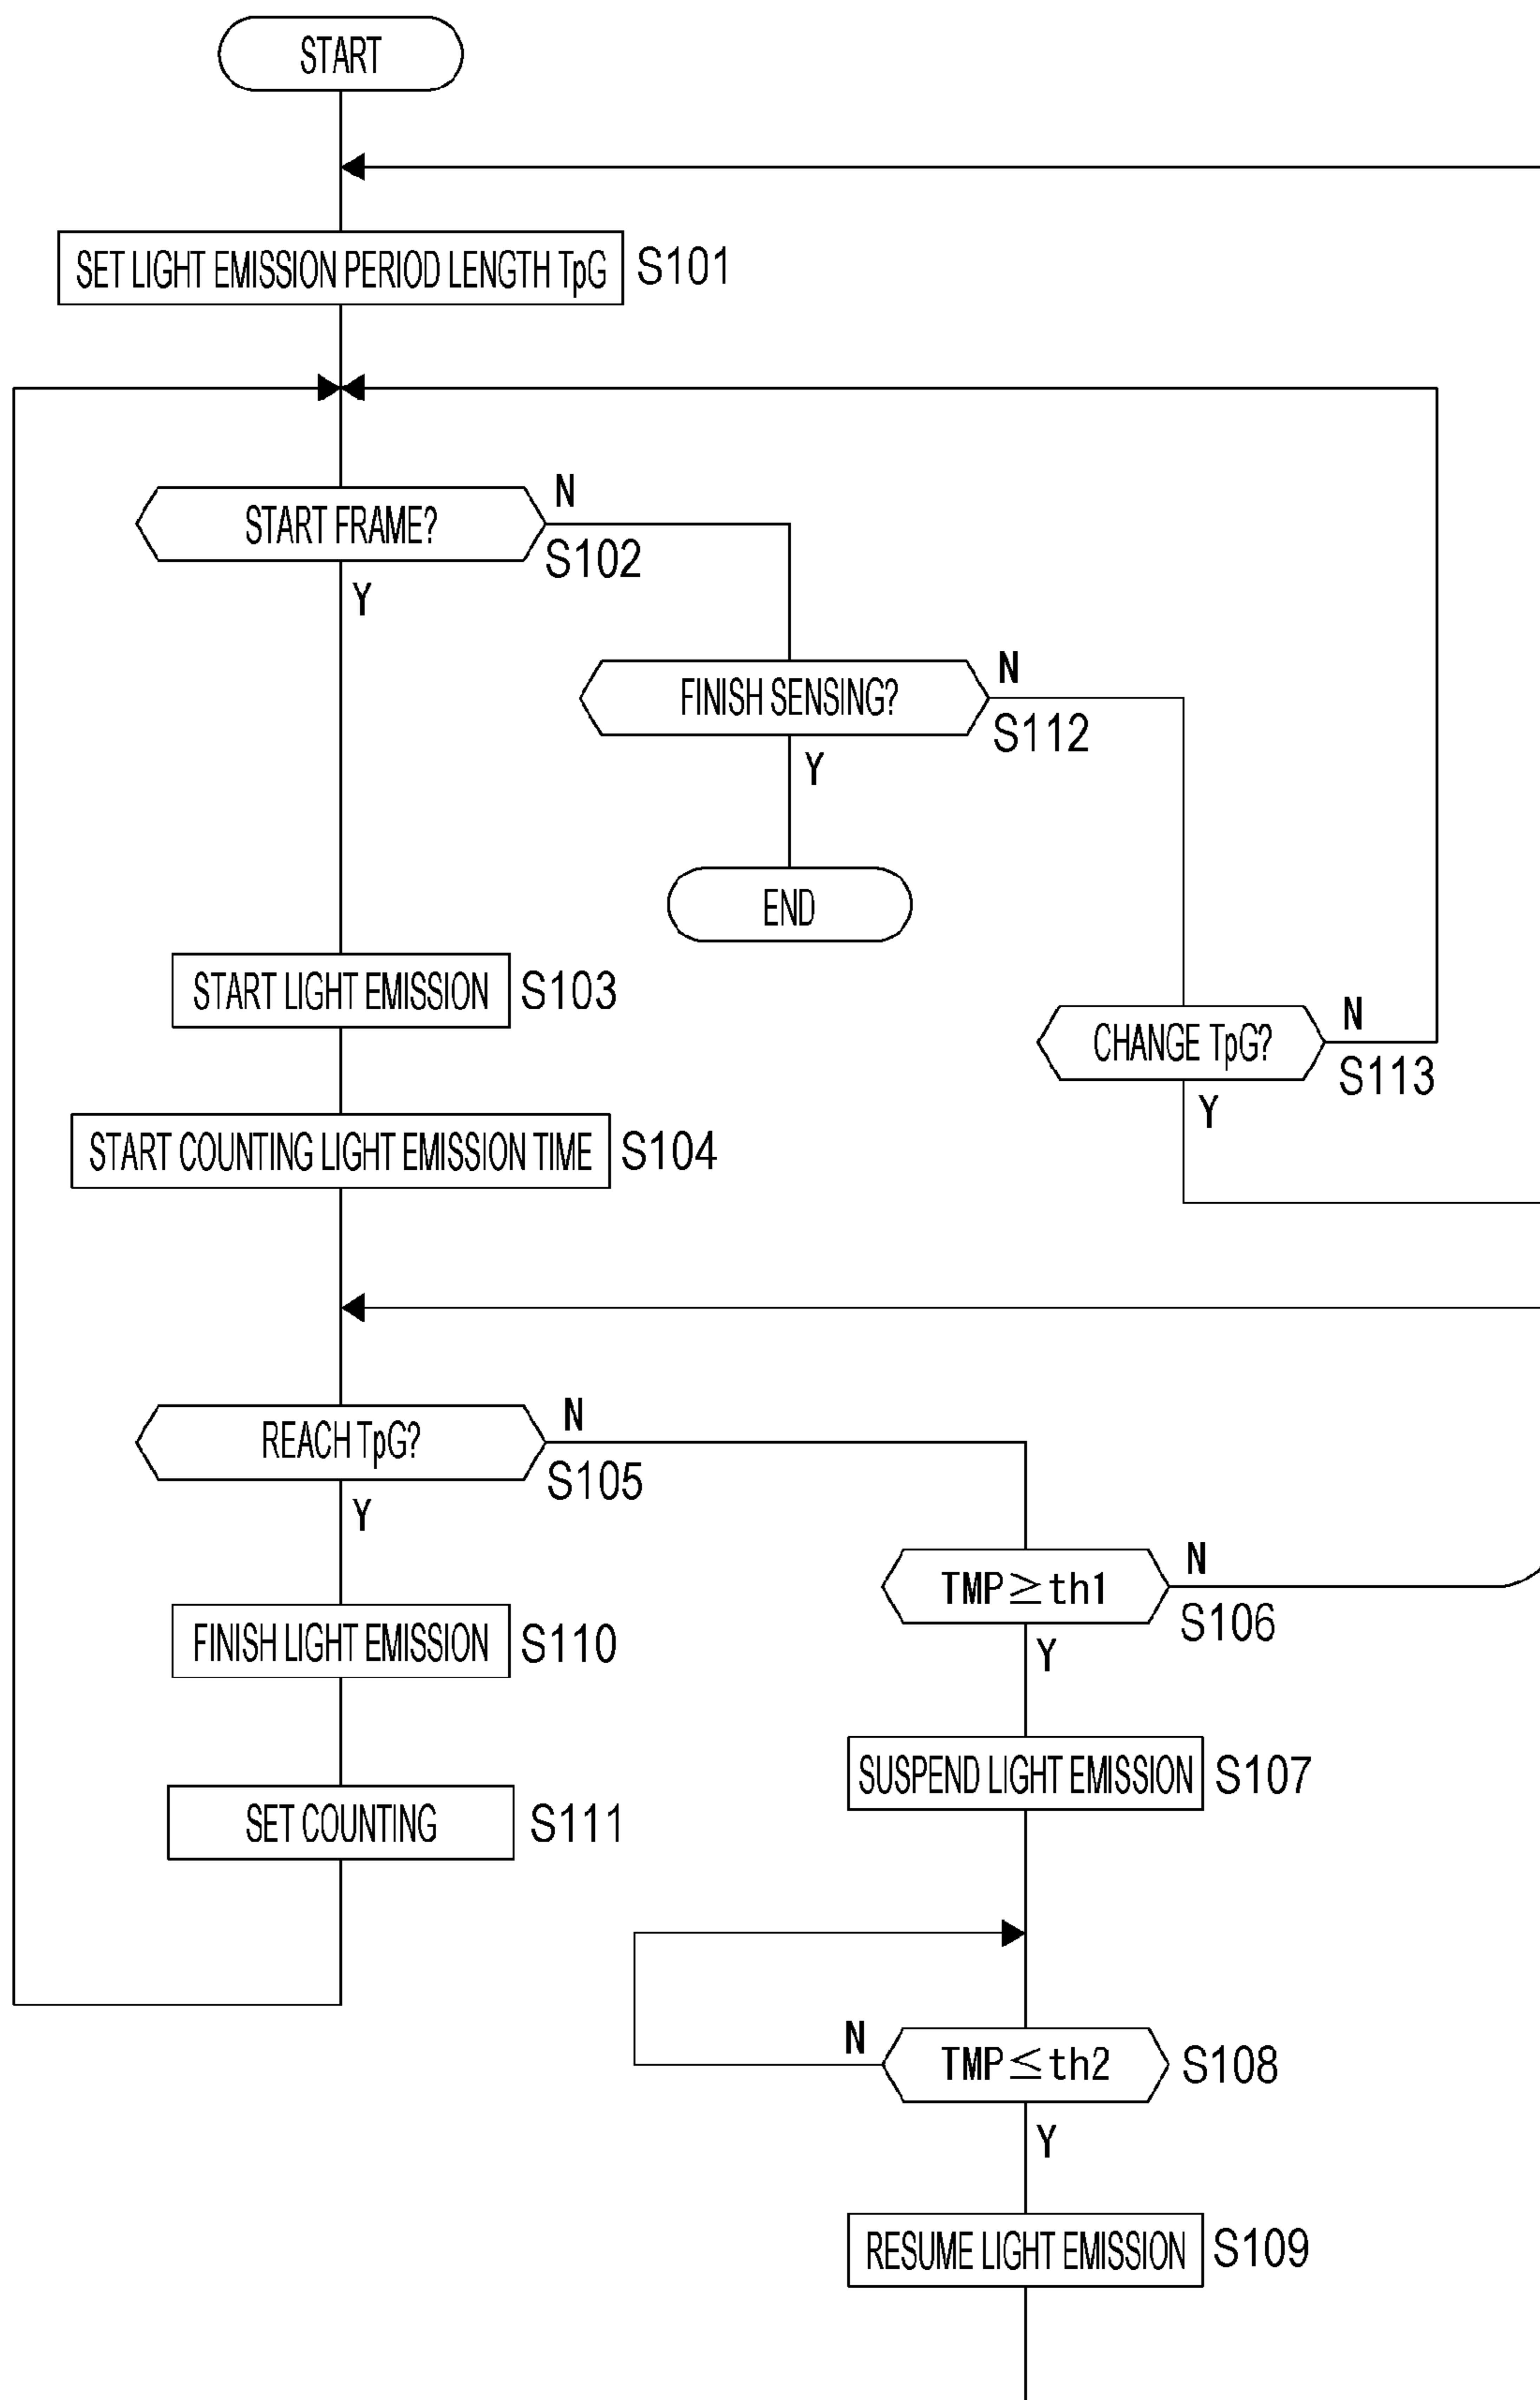 START
SET LIGHT EMISSION PERIOD LENGTH TpG S101
START FRAME? N
S102
Y
FINISH SENSING? N
S112
Y
END
START LIGHT EMISSION S103
CHANGE TpG? N
S113
Y
START COUNTING LIGHT EMISSION TIME S104
REACH TpG? N
S105
Y
TMP≥th1 N
S106
Y
FINISH LIGHT EMISSION S110
SUSPEND LIGHT EMISSION S107
SET COUNTING S111
N TMP≤th2 S108
Y
RESUME LIGHT EMISSION S109